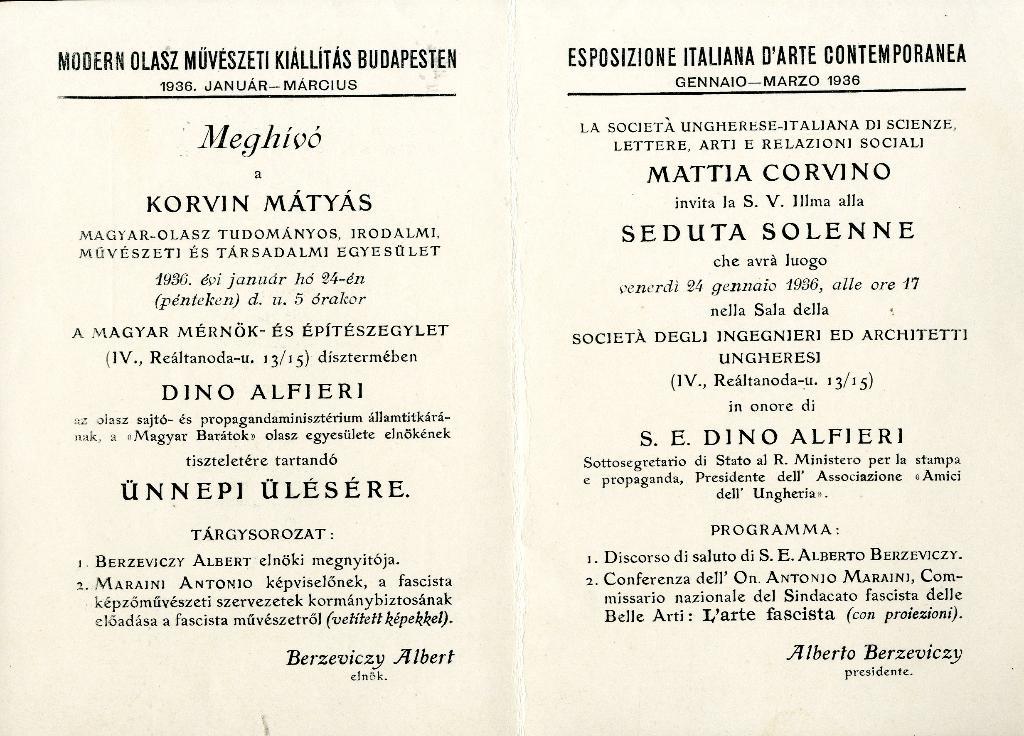 MODERN OLASZ MŰVÉSZETI KIÁLLÍTÁS BUDAPESTEN
1936. JANUÁR—MÁRCIUS
Meghívó
a
KORVIN MÁTYÁS
MAGYAR-OLASZ TUDOMÁNYOS, IRODALMI,
MŰVÉSZETI ÉS TÁRSADALMI EGYESÜLET
1936. évi január hó 24-én
(pénteken) d. u. 5 órakor
A MAGYAR MÉRNÖK- ÉS ÉPÍTÉSZEGYLET
(IV., Reáltanoda-u. 13/15) dísztermében
DINO ALFIERI
az olasz sajtó- és propagandaminisztérium államtitkárá-
nak, a «Magyar Barátok» olasz egyesülete elnökének
tiszteletére tartandó
ÜNNEPI ÜLÉSÉRE.
TÁRGYSOROZAT:
1. BERZEVICZY ALBERT elnöki megnyitója.
2. MARAINI ANTONIO képviselőnek, a fascista
képzőművészeti szervezetek kormánybiztosának
előadása a fascista művészetről (vetített képekkel).
Berzeviczy Albert
elnök.
ESPOSIZIONE ITALIANA D'ARTE CONTEMPORANEA
GENNAIO—MARZO 1936
LA SOCIETÀ UNGHERESE-ITALIANA DI SCIENZE,
LETTERE, ARTI E RELAZIONI SOCIALI
MATTIA CORVINO
invita la S. V. Illma alla
SEDUTA SOLENNE
che avrà luogo
venerdì 24 gennaio 1936, alle ore 17
nella Sala della
SOCIETÀ DEGLI INGEGNIERI ED ARCHITETTI
UNGHERESI
(IV., Reáltanoda-u. 13/15)
in onore di
S. E. DINO ALFIERI
Sottosegretario di Stato al R. Ministero per la stampa
e propaganda, Presidente dell' Associazione «Amici
dell' Ungheria».
PROGRAMMA:
1. Discorso di saluto di S. E. ALBERTO BERZEVICZY.
2. Conferenza dell' On. ANTONIO MARAINI, Com-
missario nazionale del Sindacato fascista delle
Belle Arti: L'arte fascista (con proiezioni).
Alberto Berzeviczy
presidente.